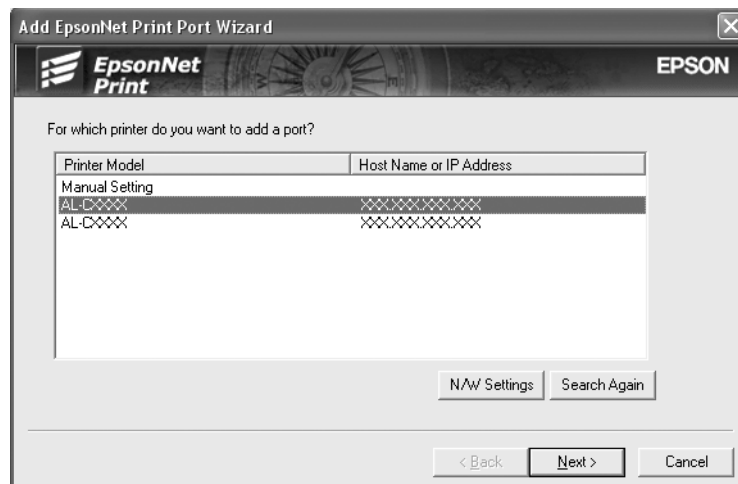 Add EpsonNet Print Port Wizard
EpsonNet
Print
EPSON
For which printer do you want to add a port?
Printer Model Host Name or IP Address
Manual Setting
AL-CXXXX XXX.XXX.XXX.XXX
AL-CXXXX XXX.XXX.XXX.XXX
N/W Settings Search Again
< Back Next > Cancel